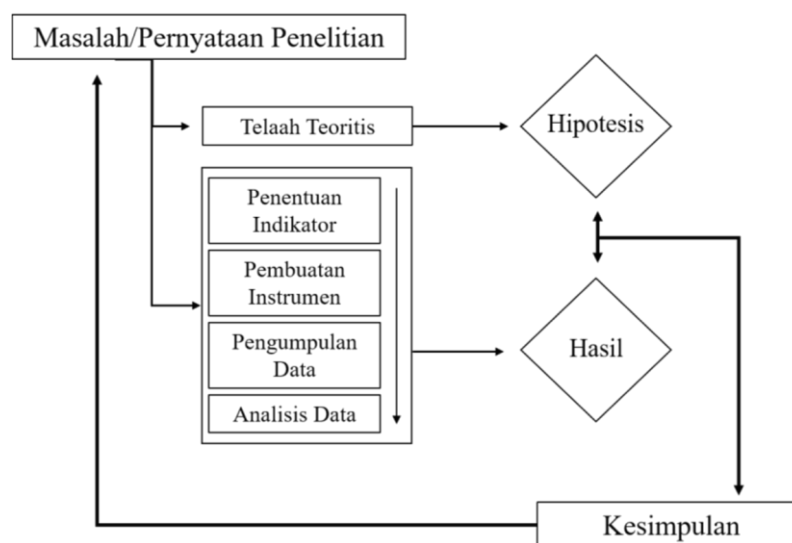 Masalah/Pernyataan Penelitian
Telaah Teoritis
Hipotesis
Penentuan
Indikator
Pembuatan
Instrumen
Pengumpulan
Data
Analisis Data
Hasil
Kesimpulan